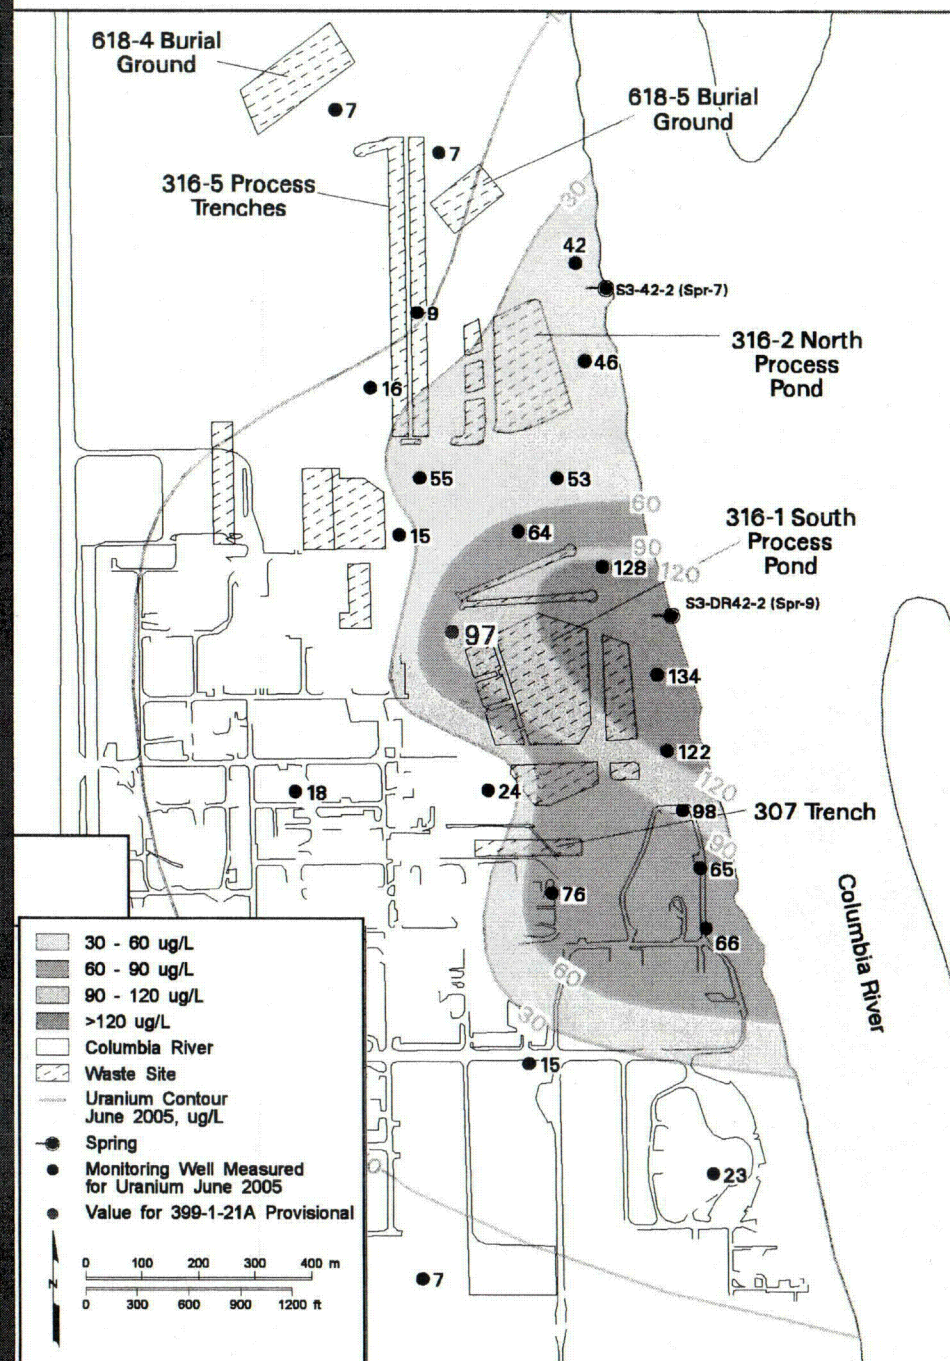 618-4 Burial
Ground
7
618-5 Burial
Ground
7
316-5 Process
Trenches
30
42
S3-42-2 (Spr-7)
9
316-2 North
Process
Pond
46
16
55
53
60
316-1 South
Process
Pond
15
64
90
128
120
S3-DR42-2 (Spr-9)
97
134
122
120
18
24
98
307 Trench
90
65
76
66
Columbia River
60
30
15
23
7
30 - 60 ug/L
60 - 90 ug/L
90 - 120 ug/L
>120 ug/L
Columbia River
Waste Site
Uranium Contour
June 2005, ug/L
Spring
Monitoring Well Measured
for Uranium June 2005
Value for 399-1-21A Provisional
0 100 200 300 400 m
N
0 300 600 900 1200 ft